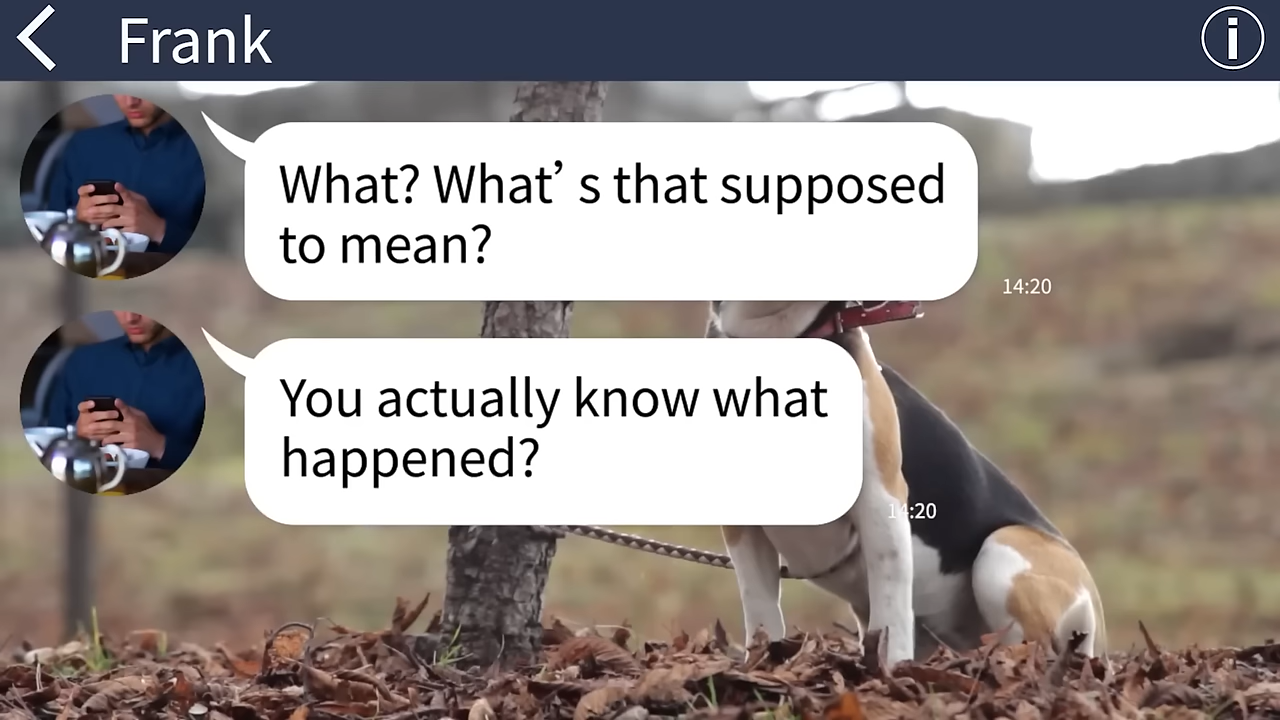 Frank
What? What’s that supposed
to mean?
14:20
You actually know what
happened?
14:20